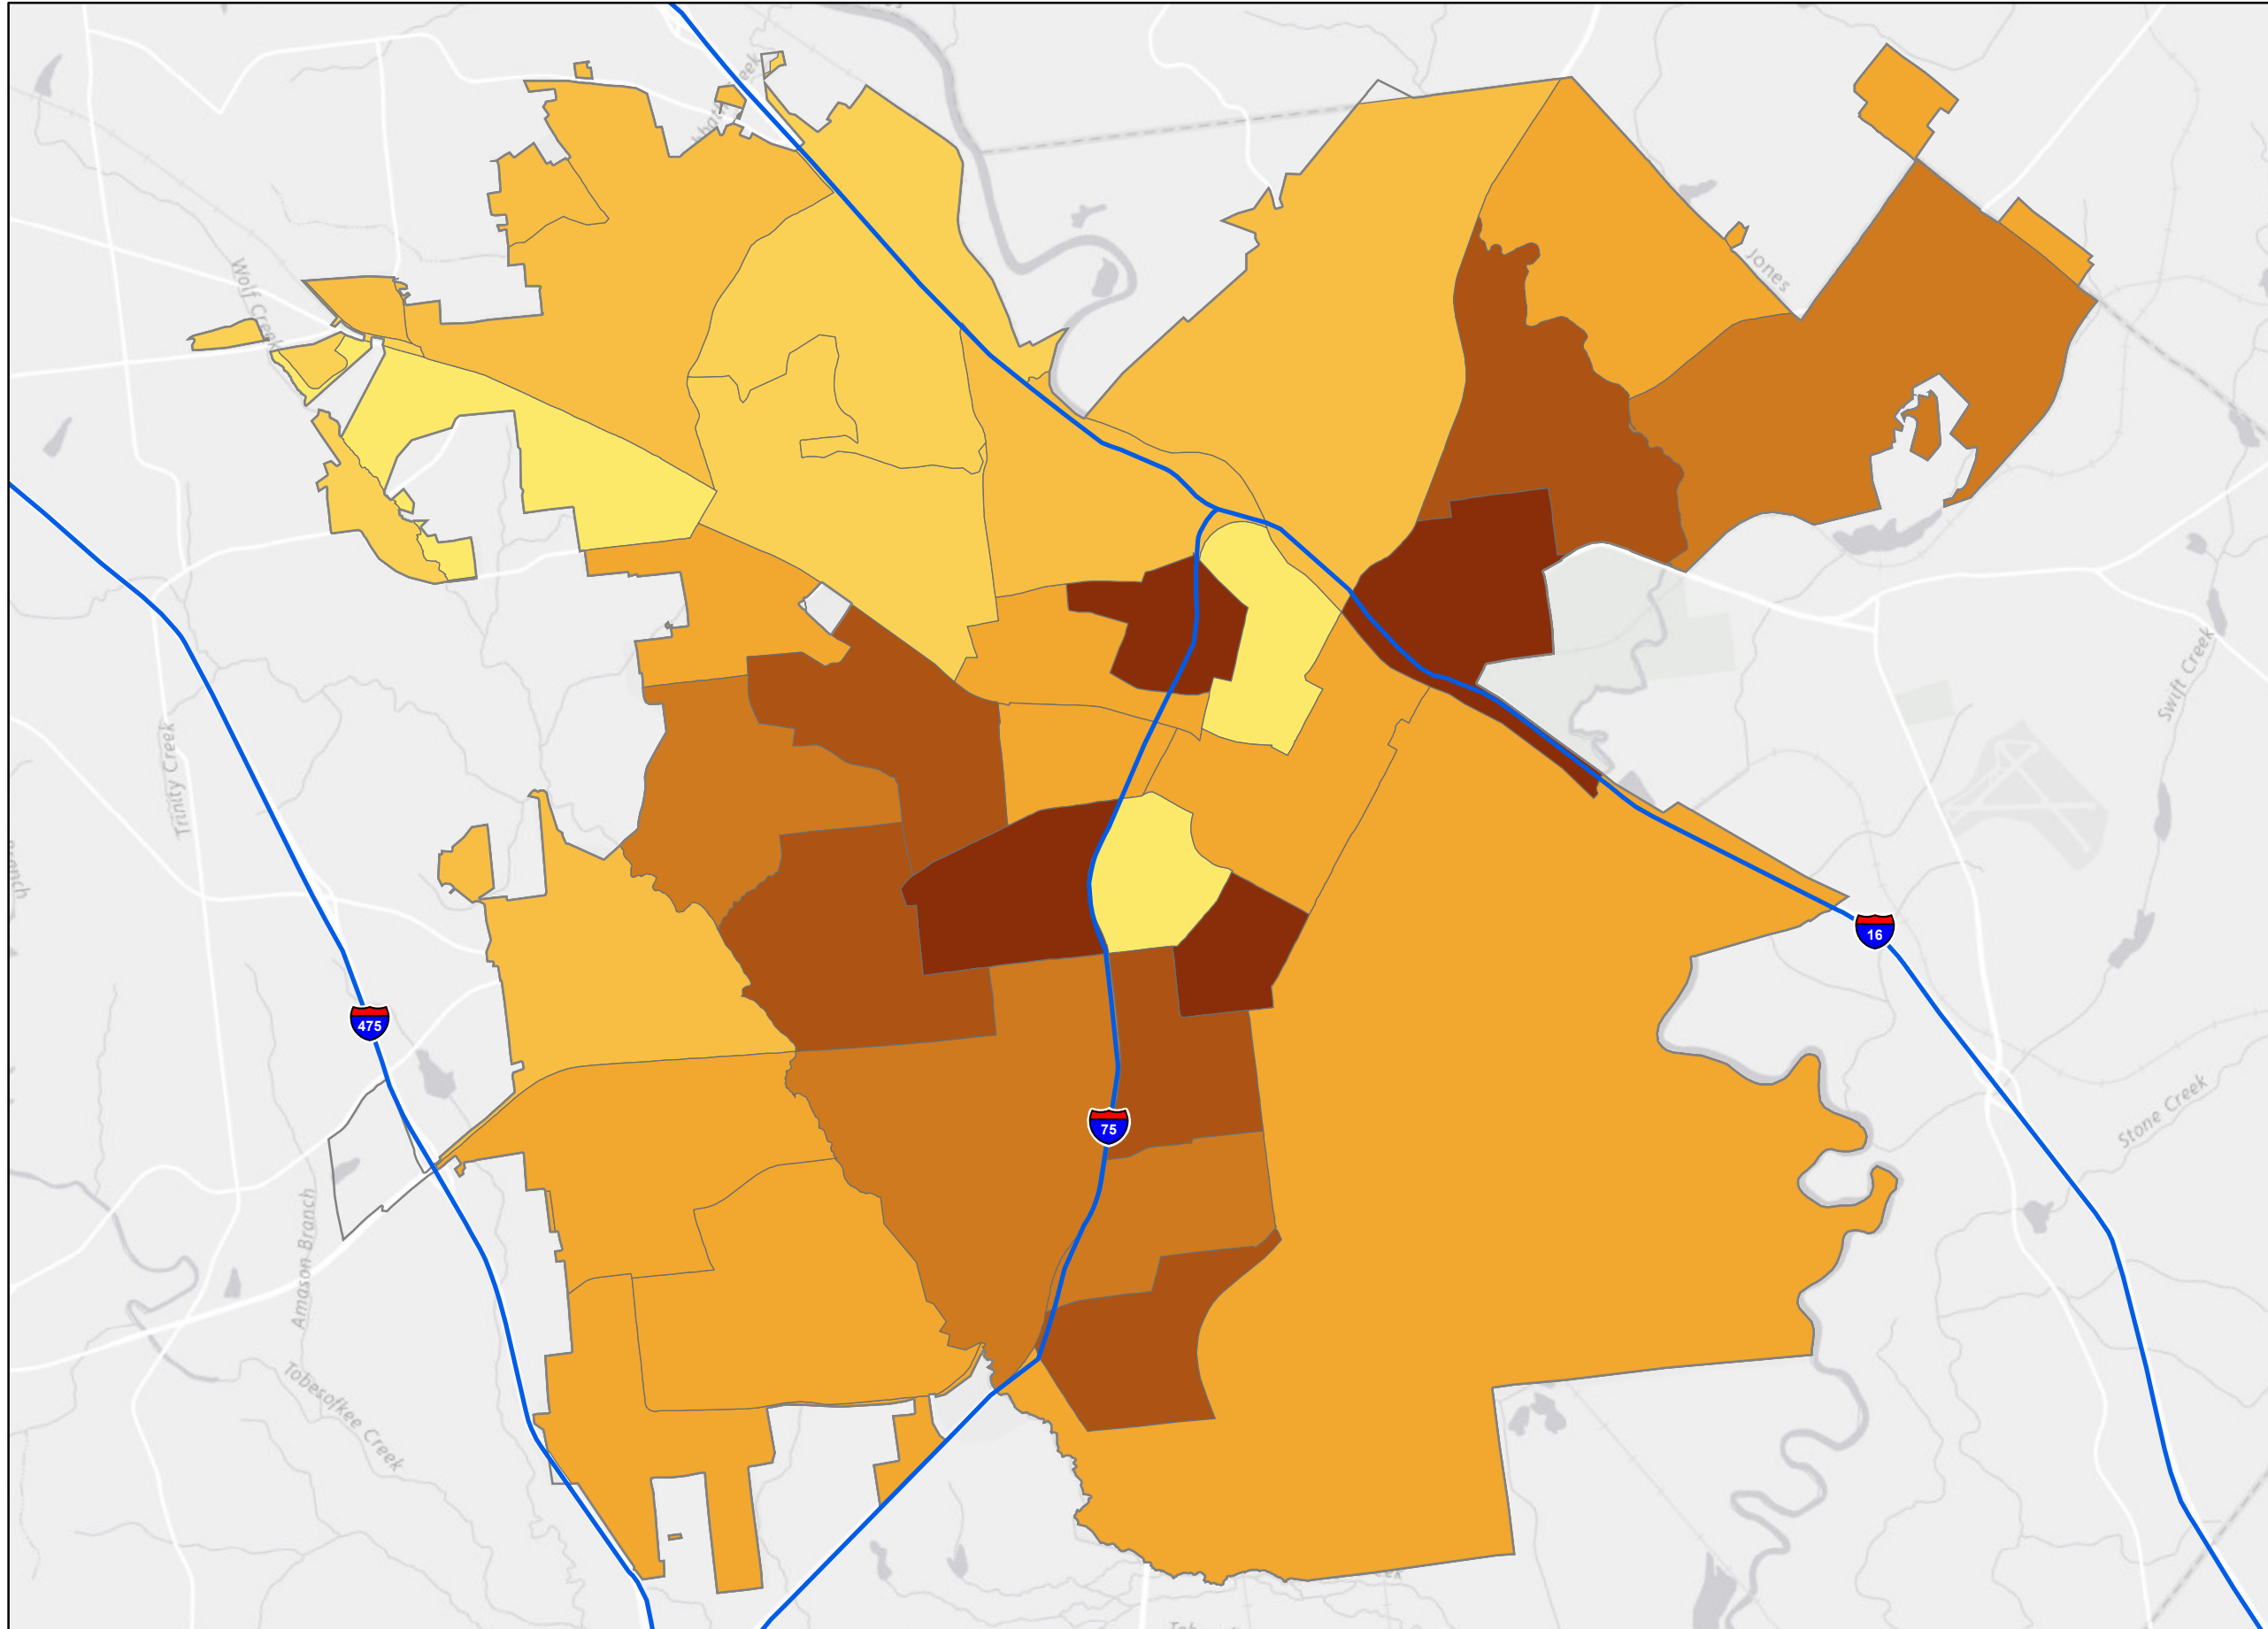 Wolf Creek
Jones
Swift Creek
Trinity Creek
16
475
75
Stone Creek
Amason Branch
Tobesofkee Creek